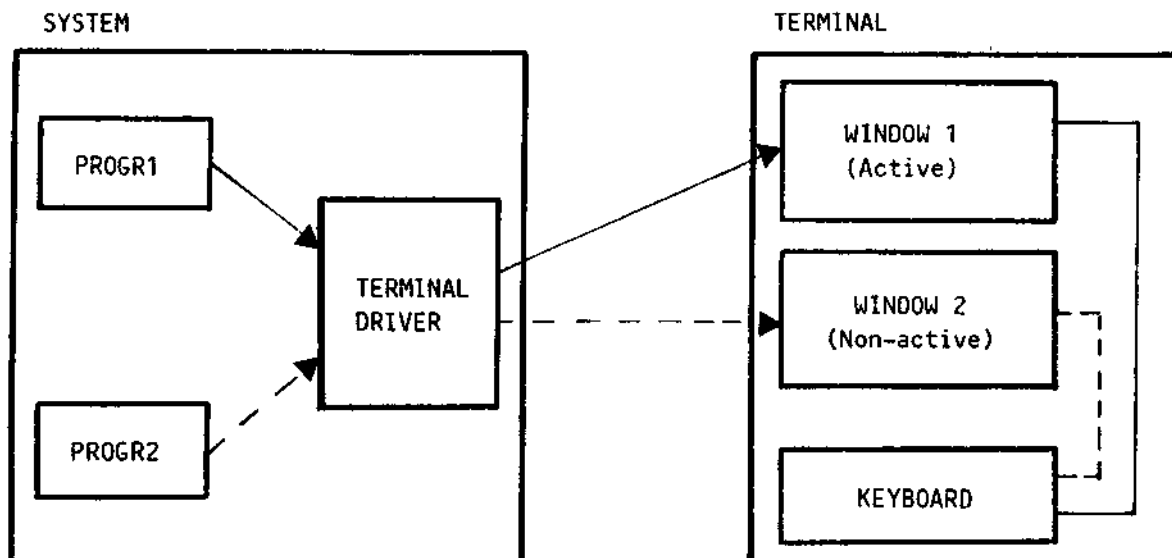 SYSTEM
TERMINAL
PROGR1
TERMINAL
DRIVER
PROGR2
WINDOW 1
(Active)
WINDOW 2
(Non-active)
KEYBOARD